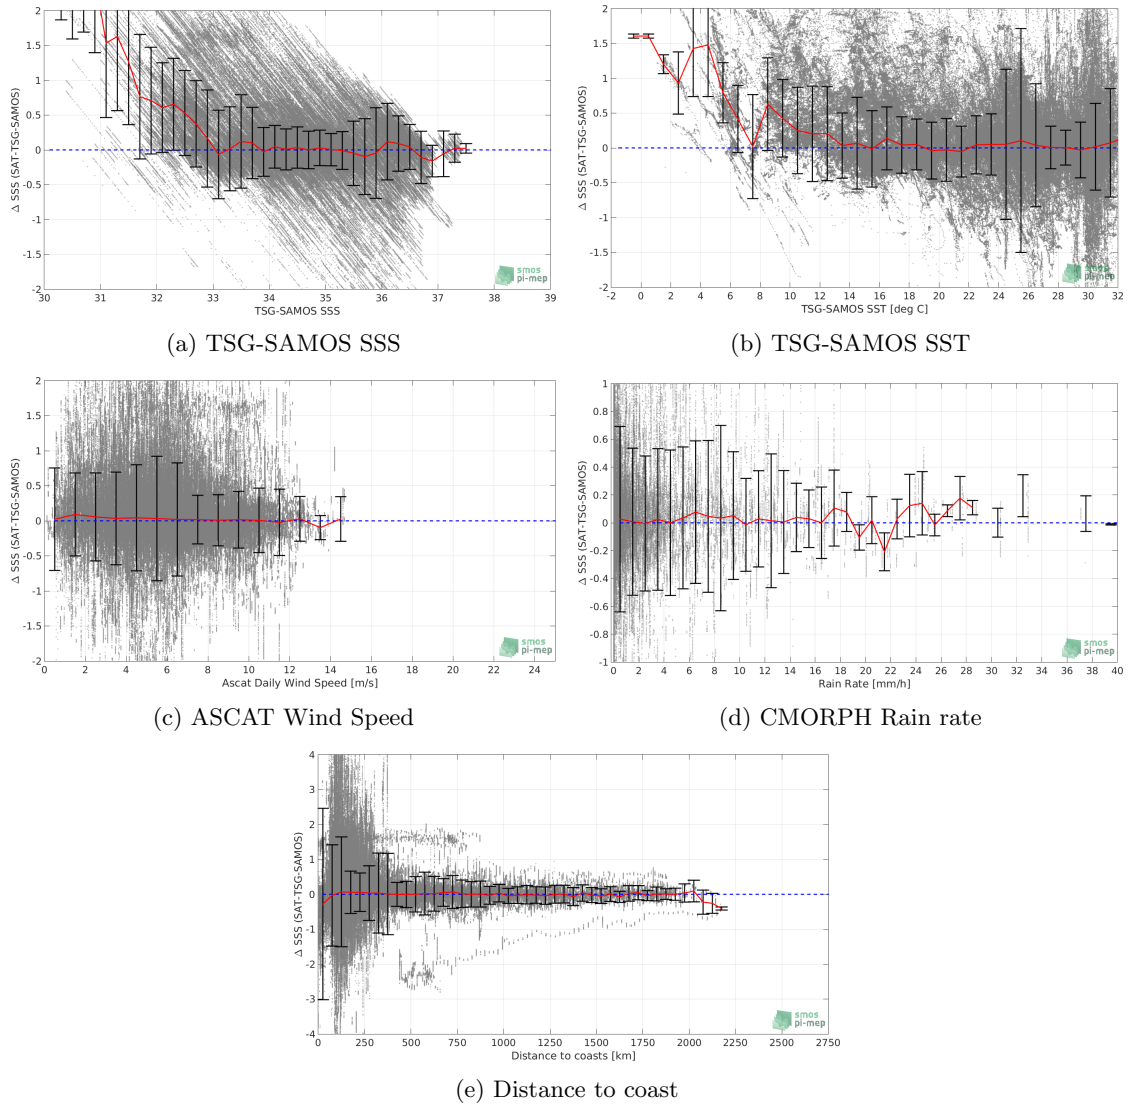 2
1.5
1
0.5
0
-0.5
-1
-1.5
-2
Δ SSS (SAT-TSG-SAMOS)
30 31 32 33 34 35 36 37 38 39
TSG-SAMOS SSS
smos
pi-mep
(a) TSG-SAMOS SSS
2
1.5
1
0.5
0
-0.5
-1
-1.5
-2
Δ SSS (SAT-TSG-SAMOS)
-2 0 2 4 6 8 10 12 14 16 18 20 22 24 26 28 30 32
TSG-SAMOS SST [deg C]
smos
pi-mep
(b) TSG-SAMOS SST
2
1.5
1
0.5
0
-0.5
-1
-1.5
-2
Δ SSS (SAT-TSG-SAMOS)
0 2 4 6 8 10 12 14 16 18 20 22 24
Ascat Daily Wind Speed [m/s]
smos
pi-mep
(c) ASCAT Wind Speed
1
0.8
0.6
0.4
0.2
0
-0.2
-0.4
-0.6
-0.8
-1
Δ SSS (SAT-TSG-SAMOS)
0 2 4 6 8 10 12 14 16 18 20 22 24 26 28 30 32 34 36 38 40
Rain Rate [mm/h]
smos
pi-mep
(d) CMORPH Rain rate
4
3
2
1
0
-1
-2
-3
-4
Δ SSS (SAT-TSG-SAMOS)
0 250 500 750 1000 1250 1500 1750 2000 2250 2500 2750
Distance to coasts [km]
smos
pi-mep
(e) Distance to coast